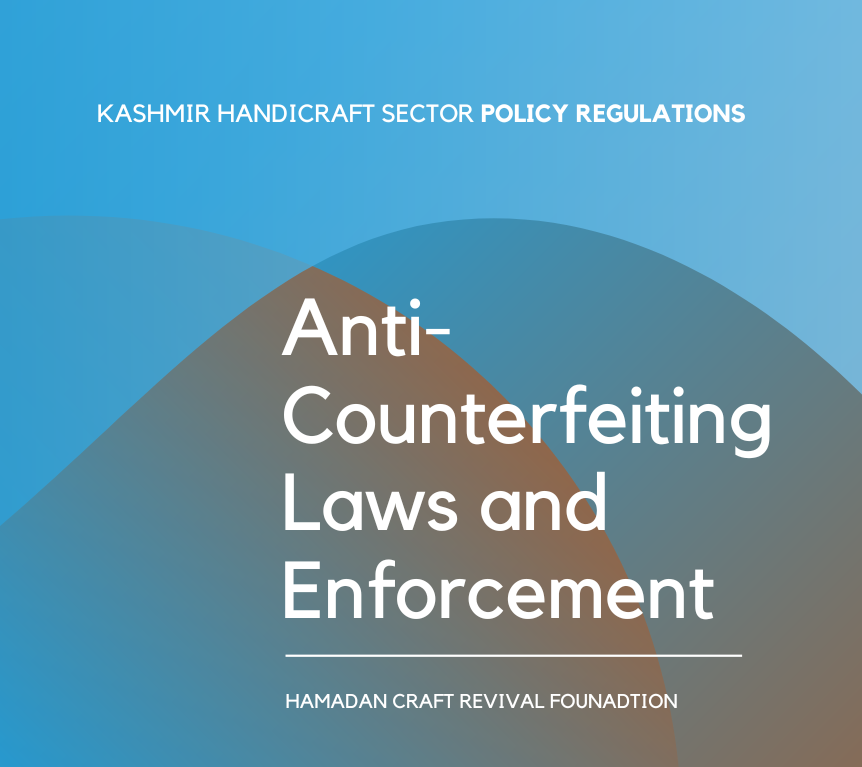 KASHMIR HANDICRAFT SECTOR POLICY REGULATIONS
Anti-
Counterfeiting
Laws and
Enforcement
HAMADAN CRAFT REVIVAL FOUNADTION